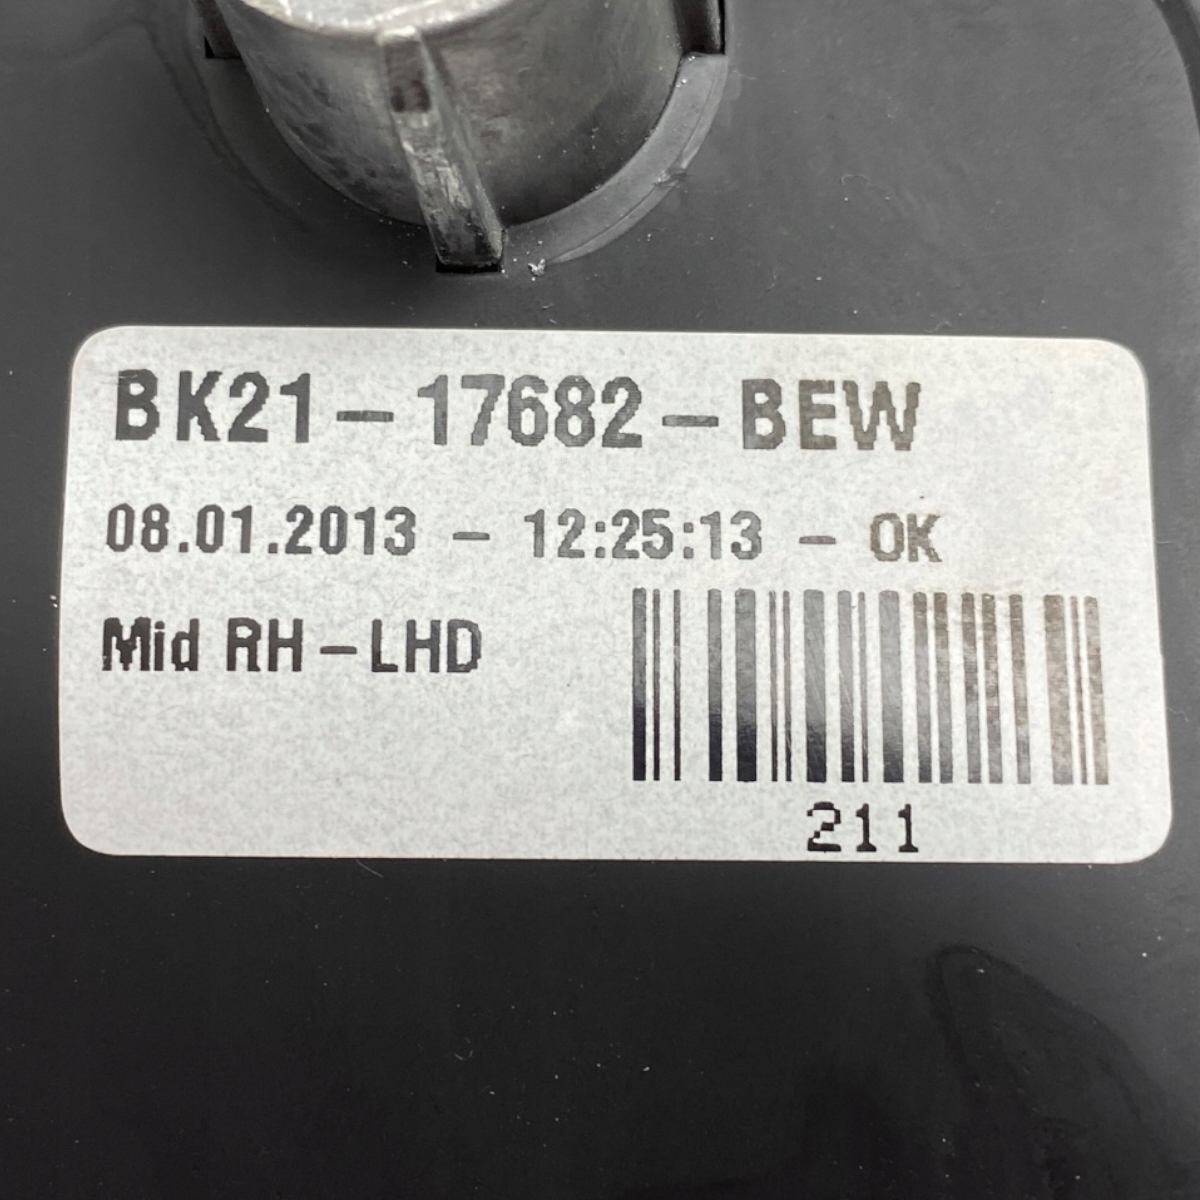 BK21-17682-BEW
08.01.2013 - 12:25:13 - OK
Mid RH-LHD
211